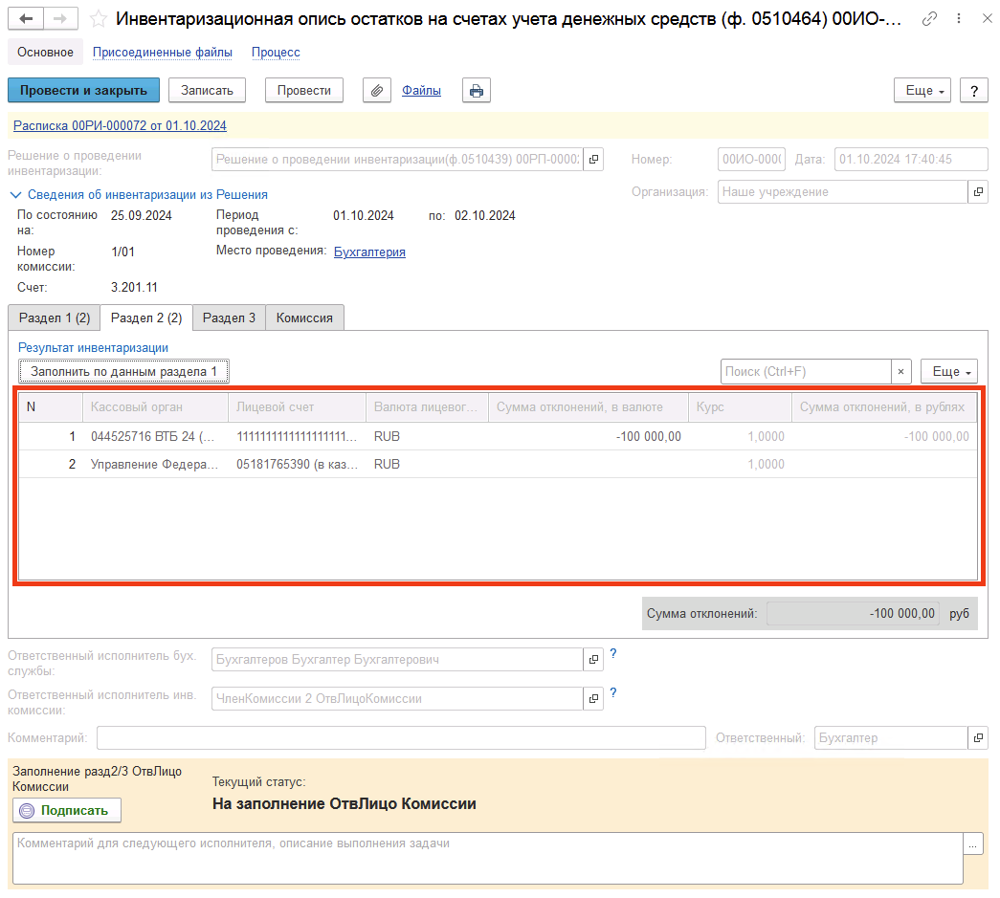 Инвентаризационная опись остатков на счетах учета денежных средств (ф. 0510464) 00ИО-...
Основное Присоединенные файлы Процесс
Провести и закрыть Записать Провести Файлы Еще ?
Расписка 00РИ-000072 от 01.10.2024
Решение о проведении инвентаризации: Решение о проведении инвентаризации(ф.0510439) 00РП-0000 Номер: 00ИО-000 Дата: 01.10.2024 17:40:45
Организация: Наше учреждение
Сведения об инвентаризации из Решения
По состоянию на: 25.09.2024 Период проведения с: 01.10.2024 по: 02.10.2024
Номер комиссии: 1/01 Место проведения: Бухгалтерия
Счет: 3.201.11
Раздел 1 (2) Раздел 2 (2) Раздел 3 Комиссия
Результат инвентаризации
Заполнить по данным раздела 1 Поиск (Ctrl+F) × Еще
N Кассовый орган Лицевой счет Валюта лицевог... Сумма отклонений, в валюте Курс Сумма отклонений, в рублях
1 044525716 ВТБ 24 (... 11111111111111111111... RUB -100 000,00 1,0000 -100 000,00
2 Управление Федера... 05181765390 (в каз... RUB 1,0000
Сумма отклонений: -100 000,00 руб
Ответственный исполнитель бух. службы: Бухгалтеров Бухгалтер Бухгалтерович ?
Ответственный исполнитель инв. комиссии: ЧленКомиссии 2 ОтвЛицоКомиссии ?
Комментарий: Ответственный: Бухгалтер
Заполнение разд2/3 ОтвЛицо Комиссии
Текущий статус:
На заполнение ОтвЛицо Комиссии
Подписать
Комментарий для следующего исполнителя, описание выполнения задачи ...